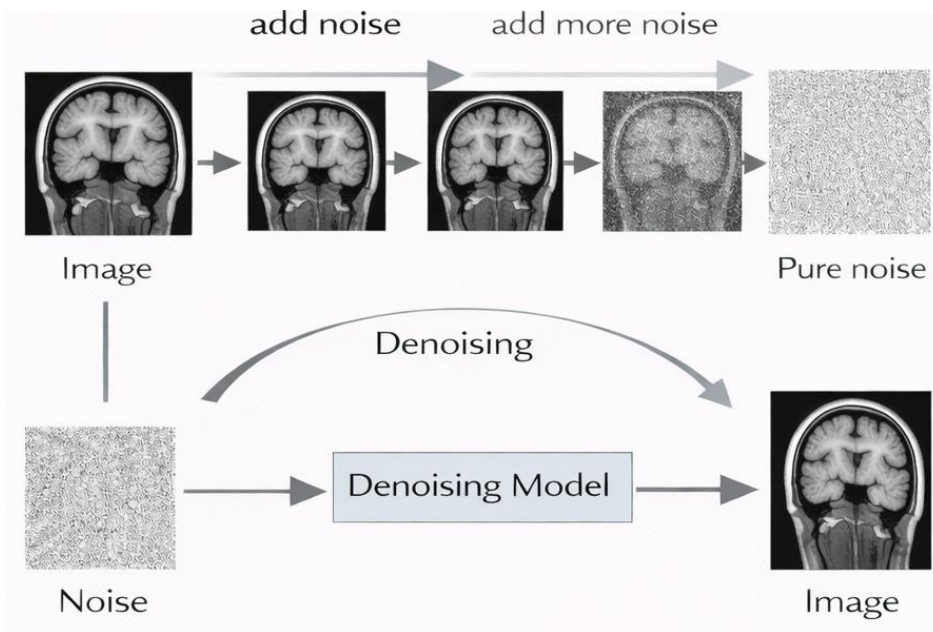 add noise
add more noise
Image
Pure noise
Denoising
Denoising Model
Noise
Image